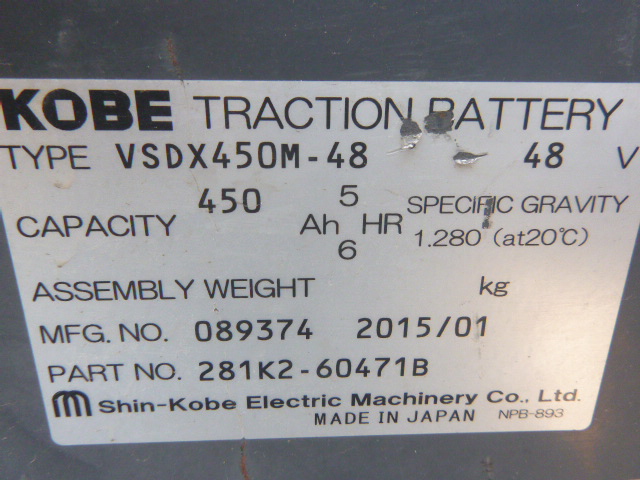 KOBE TRACTION BATTERY
TYPE VSDX450M-48 48 V
CAPACITY 450 Ah 5 HR SPECIFIC GRAVITY
6 1.280 (at20℃)
ASSEMBLY WEIGHT kg
MFG. NO. 089374 2015/01
PART NO. 281K2-60471B
m Shin-Kobe Electric Machinery Co., Ltd.
MADE IN JAPAN NPB-893